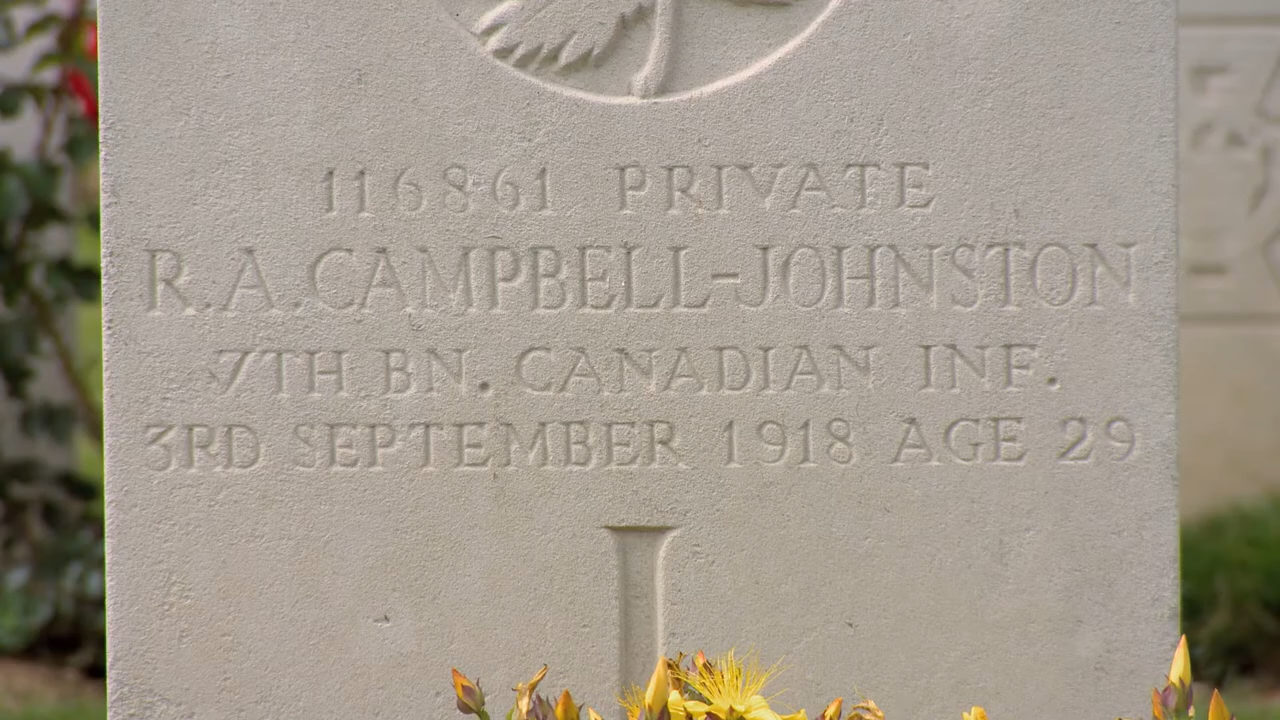 116861 PRIVATE
R.A.CAMPBELL-JOHNSTON
7TH BN. CANADIAN INF.
3RD SEPTEMBER 1918 AGE 29